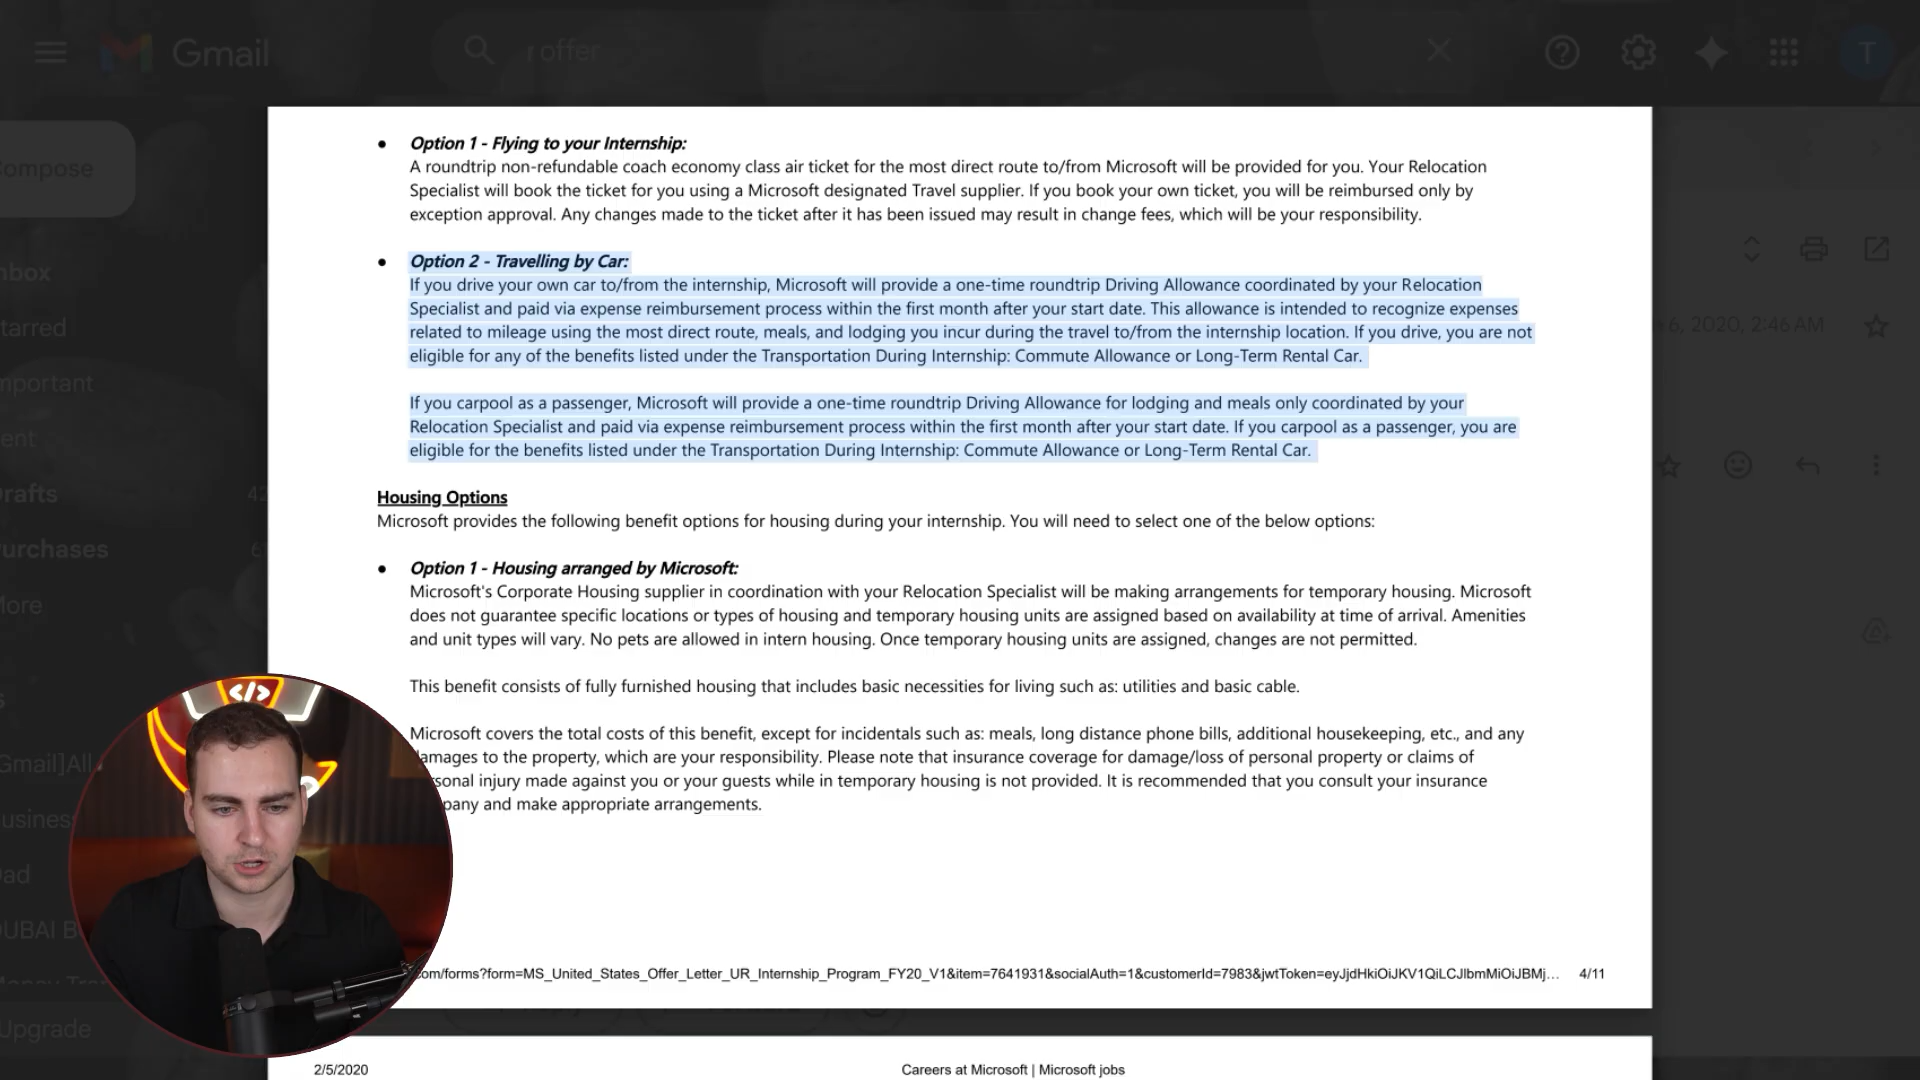 Gmail
offer
Compose
• Option 1 - Flying to your Internship:
A roundtrip non-refundable coach economy class air ticket for the most direct route to/from Microsoft will be provided for you. Your Relocation
Specialist will book the ticket for you using a Microsoft designated Travel supplier. If you book your own ticket, you will be reimbursed only by
exception approval. Any changes made to the ticket after it has been issued may result in change fees, which will be your responsibility.
• Option 2 - Travelling by Car:
If you drive your own car to/from the internship, Microsoft will provide a one-time roundtrip Driving Allowance coordinated by your Relocation
Specialist and paid via expense reimbursement process within the first month after your start date. This allowance is intended to recognize expenses
related to mileage using the most direct route, meals, and lodging you incur during the travel to/from the internship location. If you drive, you are not
eligible for any of the benefits listed under the Transportation During Internship: Commute Allowance or Long-Term Rental Car.
If you carpool as a passenger, Microsoft will provide a one-time roundtrip Driving Allowance for lodging and meals only coordinated by your
Relocation Specialist and paid via expense reimbursement process within the first month after your start date. If you carpool as a passenger, you are
eligible for the benefits listed under the Transportation During Internship: Commute Allowance or Long-Term Rental Car.
Housing Options
Microsoft provides the following benefit options for housing during your internship. You will need to select one of the below options:
• Option 1 - Housing arranged by Microsoft:
Microsoft's Corporate Housing supplier in coordination with your Relocation Specialist will be making arrangements for temporary housing. Microsoft
does not guarantee specific locations or types of housing and temporary housing units are assigned based on availability at time of arrival. Amenities
and unit types will vary. No pets are allowed in intern housing. Once temporary housing units are assigned, changes are not permitted.
This benefit consists of fully furnished housing that includes basic necessities for living such as: utilities and basic cable.
Microsoft covers the total costs of this benefit, except for incidentals such as: meals, long distance phone bills, additional housekeeping, etc., and any
damages to the property, which are your responsibility. Please note that insurance coverage for damage/loss of personal property or claims of
personal injury made against you or your guests while in temporary housing is not provided. It is recommended that you consult your insurance
company and make appropriate arrangements.
com/forms?form=MS_United_States_Offer_Letter_UR_Internship_Program_FY20_V1&item=7641931&socialAuth=1&customerId=7983&jwtToken=eyJjdHkiOiJKV1QiLCJlbmMiOiJBMj… 4/11
2/5/2020 Careers at Microsoft | Microsoft jobs
T
6, 2020, 2:46 AM
Inbox
Starred
Important
Sent
Drafts 42
Purchases 6
More
[Gmail]All
Business
Dad
DUBAI B
Upgrade